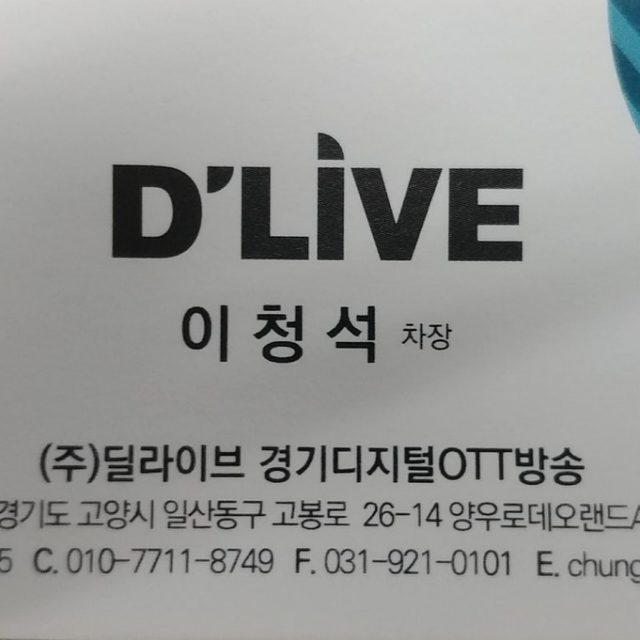 D'LIVE
이청석 차장
(주)딜라이브 경기디지털OTT방송
경기도 고양시 일산동구 고봉로 26-14 양우로데오랜드A
5 C. 010-7711-8749 F. 031-921-0101 E. chung